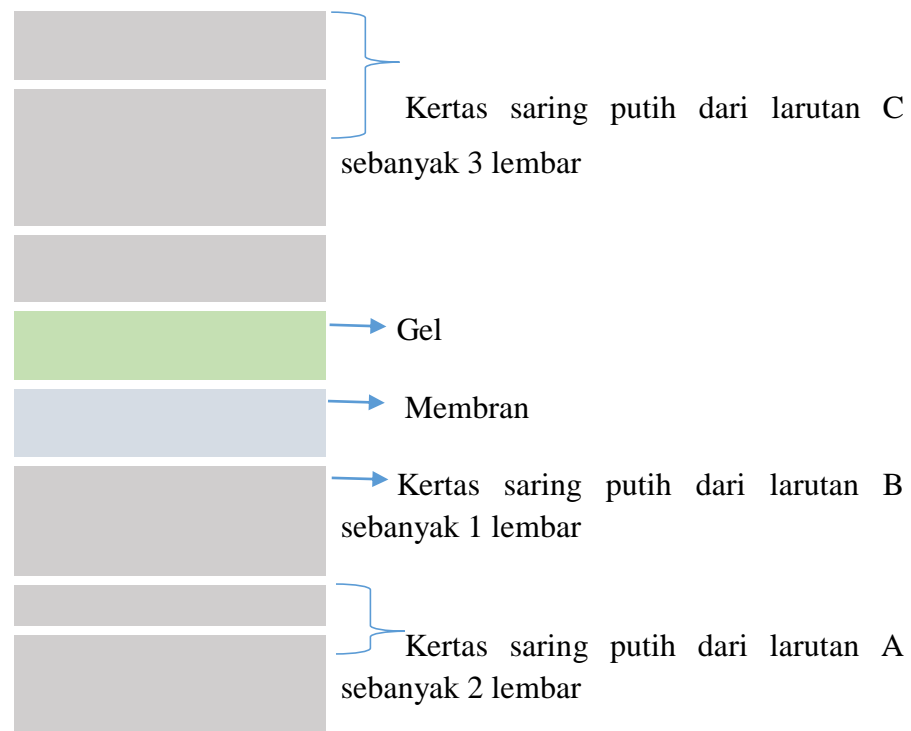 Kertas saring putih dari larutan C
sebanyak 3 lembar
Gel
Membran
Kertas saring putih dari larutan B
sebanyak 1 lembar
Kertas saring putih dari larutan A
sebanyak 2 lembar